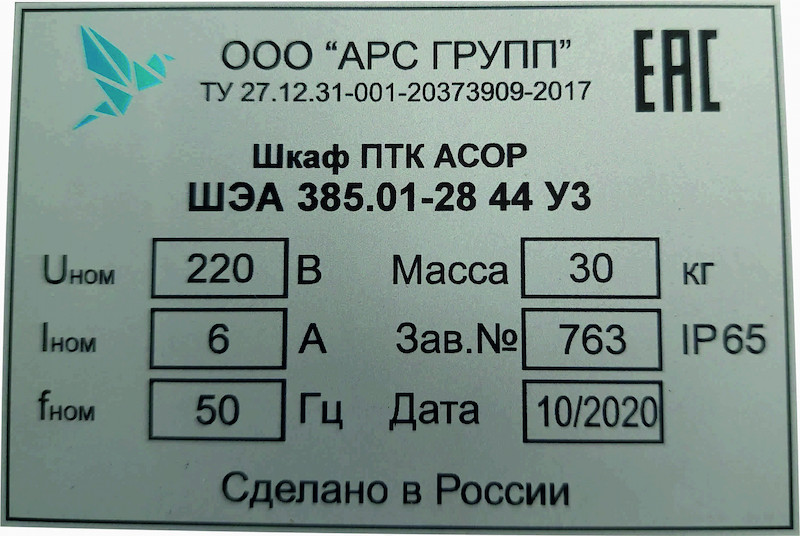 ООО “АРС ГРУПП”
ТУ 27.12.31-001-20373909-2017
EAC
Шкаф ПТК АСОР
ШЭА 385.01-28 44 У3
Uном 220 В Масса 30 кг
Iном 6 А Зав.№ 763 IP65
fном 50 Гц Дата 10/2020
Сделано в России